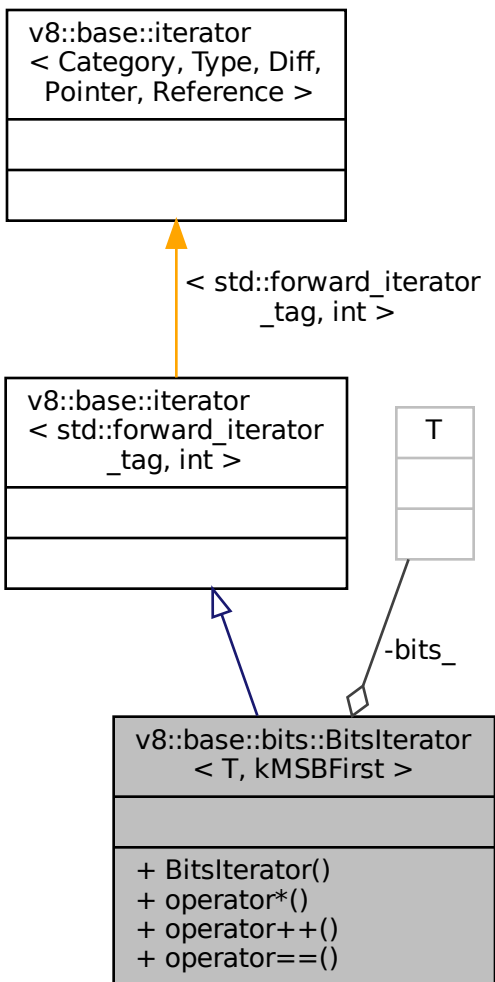 v8::base::iterator
< Category, Type, Diff,
Pointer, Reference >
< std::forward_iterator
_tag, int >
v8::base::iterator
< std::forward_iterator
_tag, int >
T
-bits_
v8::base::bits::BitsIterator
< T, kMSBFirst >
+ BitsIterator()
+ operator*()
+ operator++()
+ operator==()